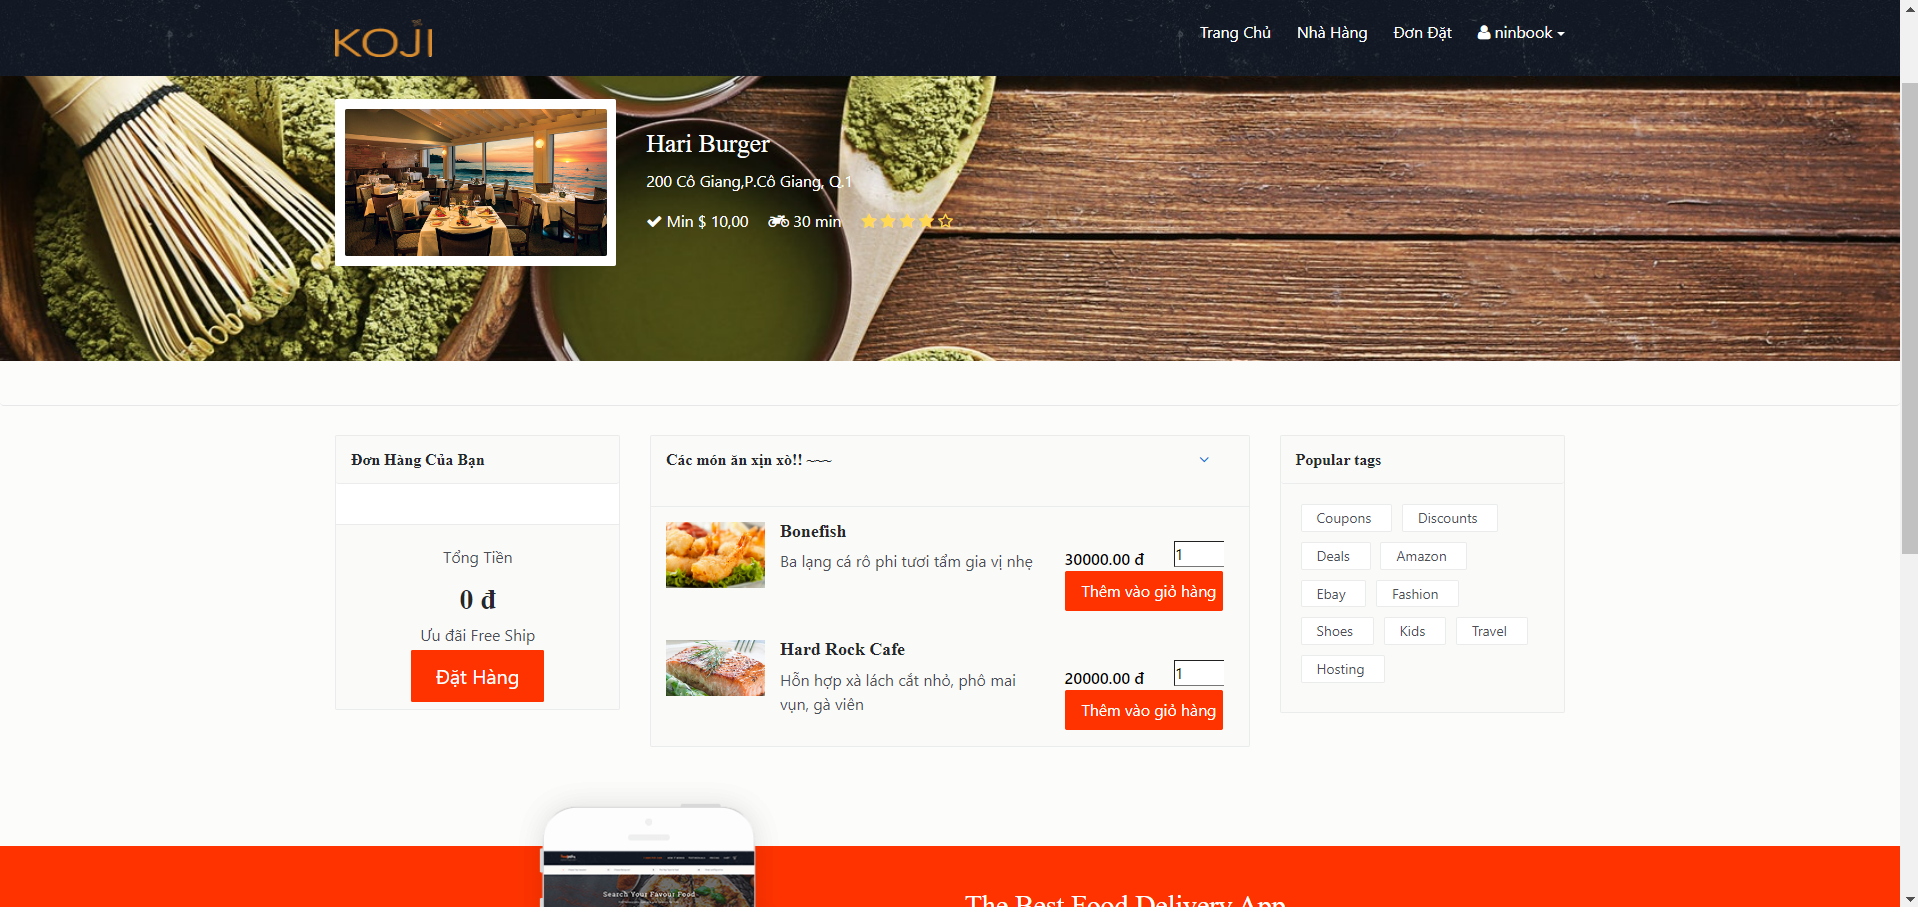 KOJI
Trang Chủ
Nhà Hàng
Đơn Đặt
ninbook
Hari Burger
200 Cô Giang,P.Cô Giang, Q.1
Min $ 10,00
30 min
Đơn Hàng Của Bạn
Tổng Tiền
0 đ
Ưu đãi Free Ship
Đặt Hàng
Các món ăn xịn xò!! ~~~
Bonefish
Ba lạng cá rô phi tươi tẩm gia vị nhẹ
30000.00 đ
1
Thêm vào giỏ hàng
Hard Rock Cafe
Hỗn hợp xà lách cắt nhỏ, phô mai
vụn, gà viên
20000.00 đ
1
Thêm vào giỏ hàng
Popular tags
Coupons
Discounts
Deals
Amazon
Ebay
Fashion
Shoes
Kids
Travel
Hosting
Search Your Favour Food
The Best Food Delivery App